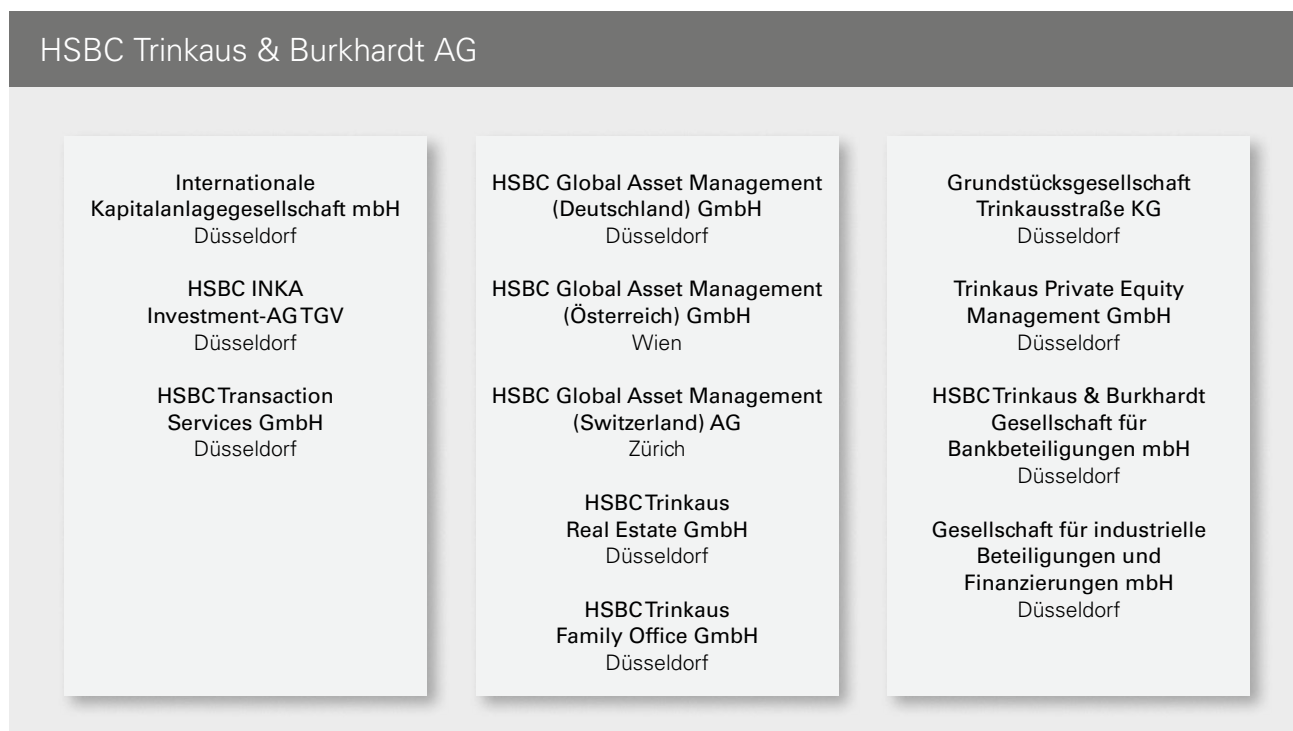 HSBC Trinkaus & Burkhardt AG
Internationale
Kapitalanlagegesellschaft mbH
Düsseldorf
HSBC INKA
Investment-AG TGV
Düsseldorf
HSBC Transaction
Services GmbH
Düsseldorf
HSBC Global Asset Management
(Deutschland) GmbH
Düsseldorf
HSBC Global Asset Management
(Österreich) GmbH
Wien
HSBC Global Asset Management
(Switzerland) AG
Zürich
HSBC Trinkaus
Real Estate GmbH
Düsseldorf
HSBC Trinkaus
Family Office GmbH
Düsseldorf
Grundstücksgesellschaft
Trinkausstraße KG
Düsseldorf
Trinkaus Private Equity
Management GmbH
Düsseldorf
HSBC Trinkaus & Burkhardt
Gesellschaft für
Bankbeteiligungen mbH
Düsseldorf
Gesellschaft für industrielle
Beteiligungen und
Finanzierungen mbH
Düsseldorf